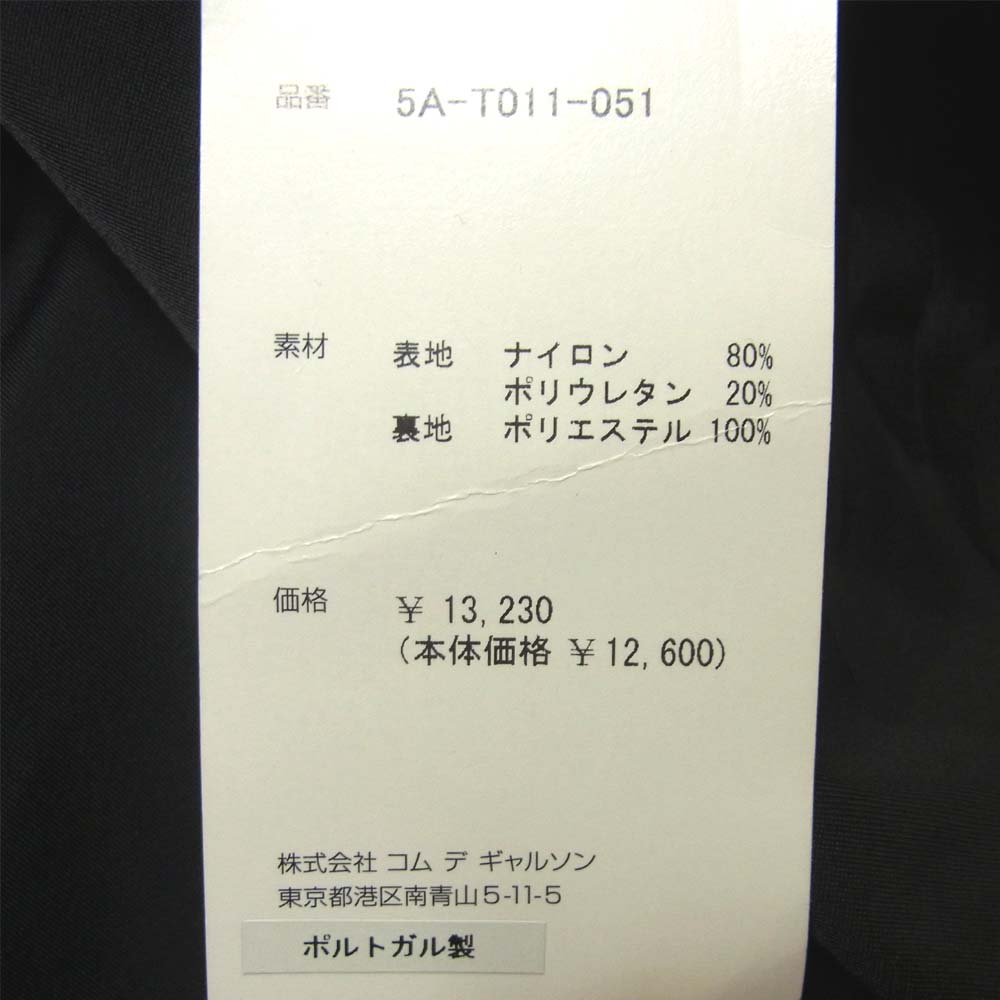 品番 5A-T011-051
素材 表地 ナイロン 80%
ポリウレタン 20%
裏地 ポリエステル 100%
価格 ¥ 13,230
(本体価格 ¥12,600)
株式会社 コム デ ギャルソン
東京都港区南青山5-11-5
ポルトガル製